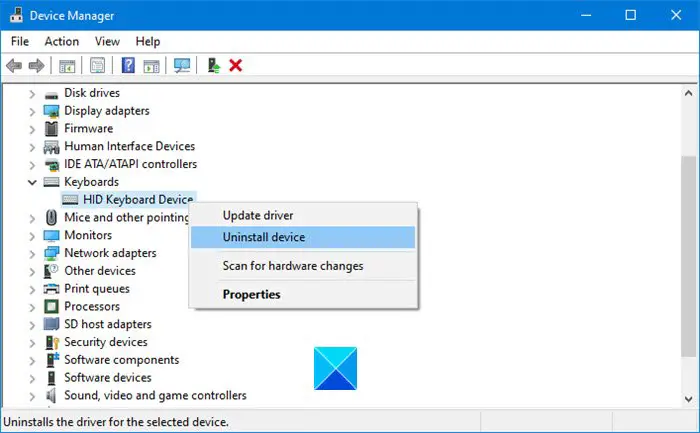 Device Manager
File Action View Help
Disk drives
Display adapters
Firmware
Human Interface Devices
IDE ATA/ATAPI controllers
Keyboards
HID Keyboard Device
Mice and other pointing
Monitors
Network adapters
Other devices
Print queues
Processors
SD host adapters
Security devices
Software components
Software devices
Sound, video and game controllers
Update driver
Uninstall device
Scan for hardware changes
Properties
Uninstalls the driver for the selected device.